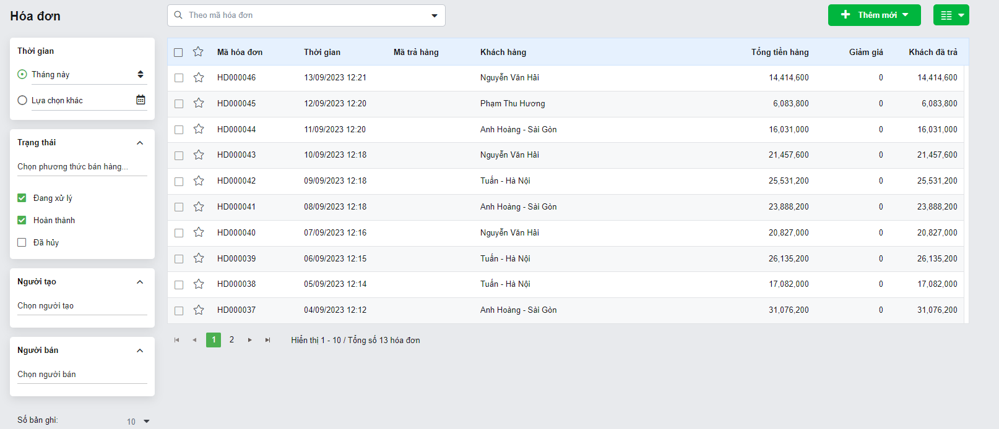 Hóa đơn
Theo mã hóa đơn
Thêm mới
Thời gian
Tháng này
Lựa chọn khác
Trạng thái
Chọn phương thức bán hàng...
Đang xử lý
Hoàn thành
Đã hủy
Người tạo
Chọn người tạo
Người bán
Chọn người bán
Số bản ghi: 10
Mã hóa đơn Thời gian Mã trả hàng Khách hàng Tổng tiền hàng Giảm giá Khách đã trả
HD000046 13/09/2023 12:21 Nguyễn Văn Hải 14,414,600 0 14,414,600
HD000045 12/09/2023 12:20 Phạm Thu Hương 6,083,800 0 6,083,800
HD000044 11/09/2023 12:20 Anh Hoàng - Sài Gòn 16,031,000 0 16,031,000
HD000043 10/09/2023 12:18 Nguyễn Văn Hải 21,457,600 0 21,457,600
HD000042 09/09/2023 12:18 Tuấn - Hà Nội 25,531,200 0 25,531,200
HD000041 08/09/2023 12:18 Anh Hoàng - Sài Gòn 23,888,200 0 23,888,200
HD000040 07/09/2023 12:16 Nguyễn Văn Hải 20,827,000 0 20,827,000
HD000039 06/09/2023 12:15 Tuấn - Hà Nội 26,135,200 0 26,135,200
HD000038 05/09/2023 12:14 Tuấn - Hà Nội 17,082,000 0 17,082,000
HD000037 04/09/2023 12:12 Anh Hoàng - Sài Gòn 31,076,200 0 31,076,200
1 2 Hiển thị 1 - 10 / Tổng số 13 hóa đơn